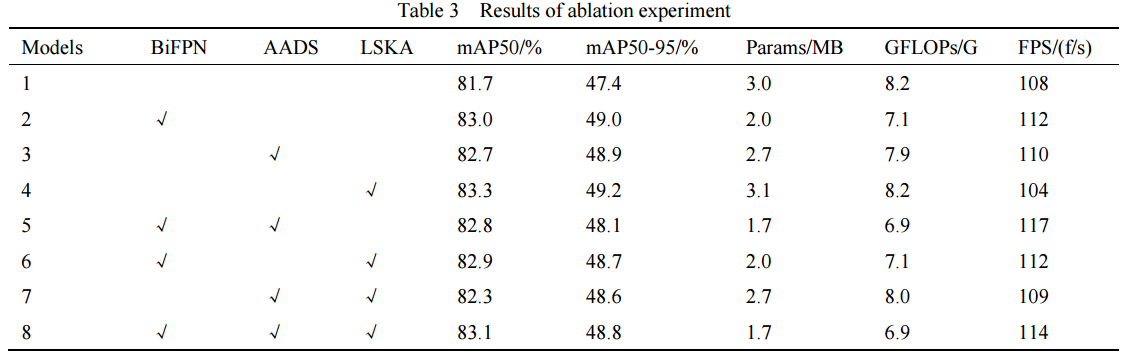 Table 3 Results of ablation experiment
Models BiFPN AADS LSKA mAP50/% mAP50-95/% Params/MB GFLOPs/G FPS/(f/s)
1 81.7 47.4 3.0 8.2 108
2 √ 83.0 49.0 2.0 7.1 112
3 √ 82.7 48.9 2.7 7.9 110
4 √ 83.3 49.2 3.1 8.2 104
5 √ √ 82.8 48.1 1.7 6.9 117
6 √ √ 82.9 48.7 2.0 7.1 112
7 √ √ 82.3 48.6 2.7 8.0 109
8 √ √ √ 83.1 48.8 1.7 6.9 114